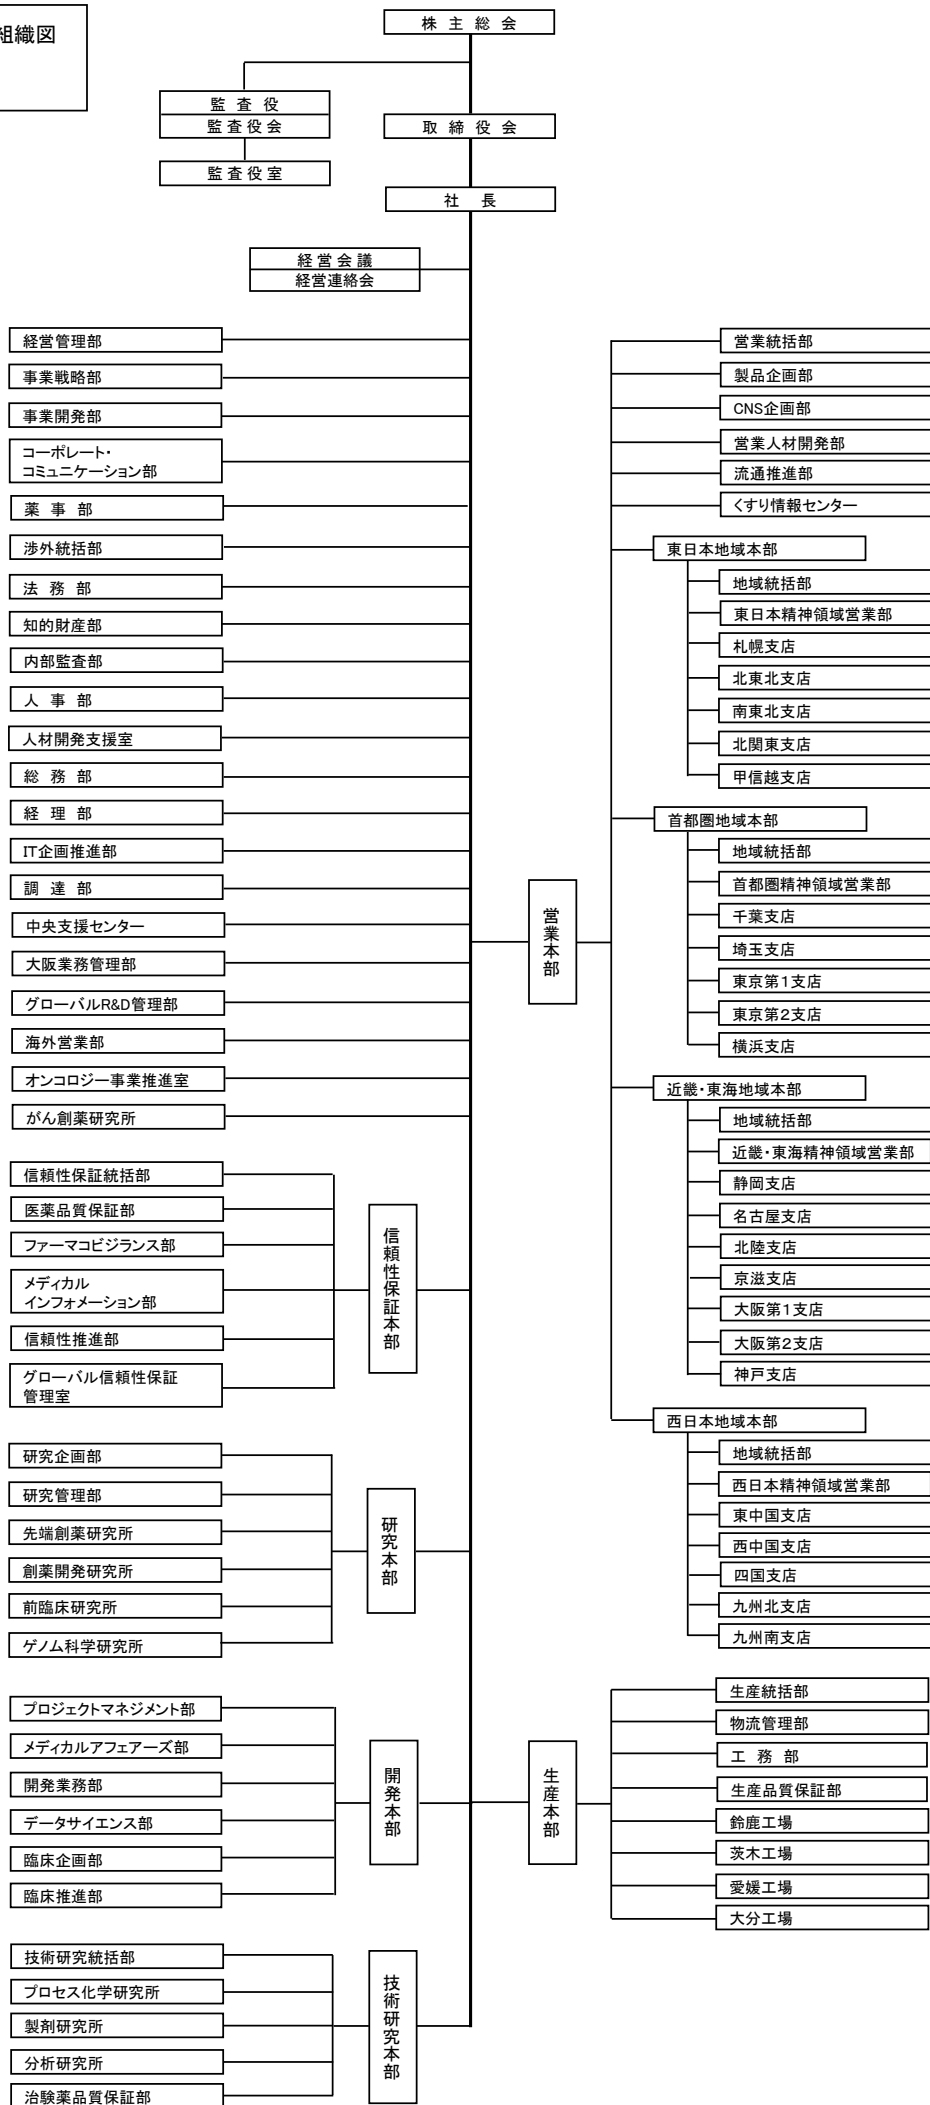 組織図
株 主 総 会
監 査 役
監 査 役 会
取 締 役 会
監 査 役 室
社 長
経 営 会 議
経営連絡会
経営管理部
事業戦略部
事業開発部
コーポレート・
コミュニケーション部
薬 事 部
渉外統括部
法 務 部
知的財産部
内部監査部
人 事 部
人材開発支援室
総 務 部
経 理 部
IT企画推進部
調 達 部
中央支援センター
大阪業務管理部
グローバルR&D管理部
海外営業部
オンコロジー事業推進室
がん創薬研究所
信頼性保証本部
信頼性保証統括部
医薬品質保証部
ファーマコビジランス部
メディカル
インフォメーション部
信頼性推進部
グローバル信頼性保証
管理室
研究本部
研究企画部
研究管理部
先端創薬研究所
創薬開発研究所
前臨床研究所
ゲノム科学研究所
開発本部
プロジェクトマネジメント部
メディカルアフェアーズ部
開発業務部
データサイエンス部
臨床企画部
臨床推進部
技術研究本部
技術研究統括部
プロセス化学研究所
製剤研究所
分析研究所
治験薬品質保証部
営業本部
営業統括部
製品企画部
CNS企画部
営業人材開発部
流通推進部
くすり情報センター
東日本地域本部
地域統括部
東日本精神領域営業部
札幌支店
北東北支店
南東北支店
北関東支店
甲信越支店
首都圏地域本部
地域統括部
首都圏精神領域営業部
千葉支店
埼玉支店
東京第1支店
東京第2支店
横浜支店
近畿・東海地域本部
地域統括部
近畿・東海精神領域営業部
静岡支店
名古屋支店
北陸支店
京滋支店
大阪第1支店
大阪第2支店
神戸支店
西日本地域本部
地域統括部
西日本精神領域営業部
東中国支店
西中国支店
四国支店
九州北支店
九州南支店
生産本部
生産統括部
物流管理部
工 務 部
生産品質保証部
鈴鹿工場
茨木工場
愛媛工場
大分工場